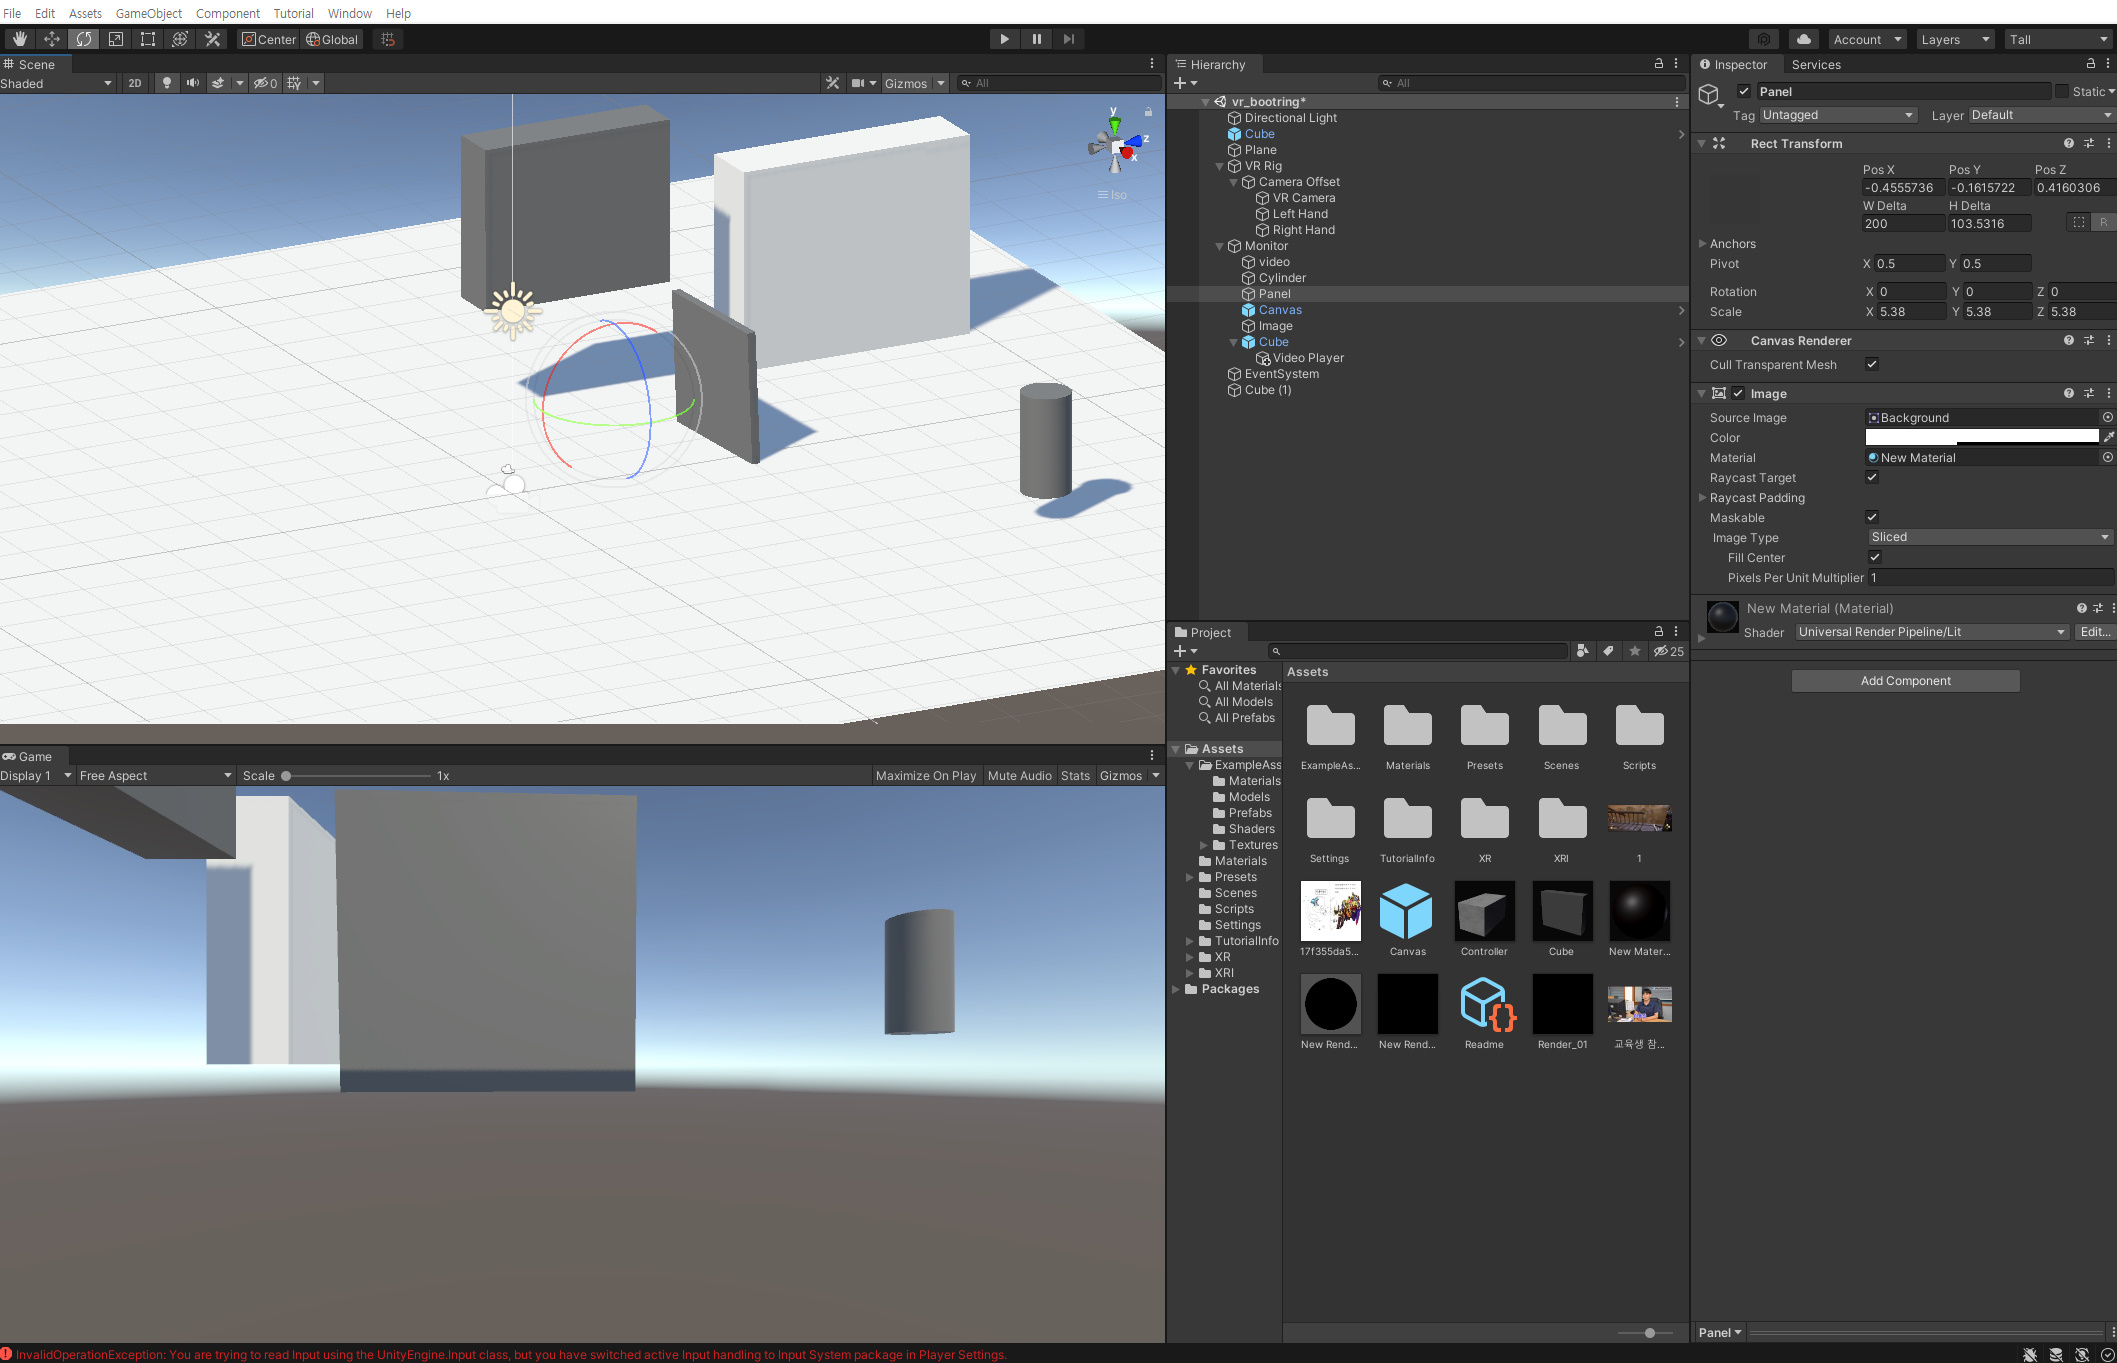 File Edit Assets GameObject Component Tutorial Window Help
Center Global
Account Layers Tall
Scene
Shaded 2D 0 Gizmos All
y z x
Iso
Game
Display 1 Free Aspect Scale 1x Maximize On Play Mute Audio Stats Gizmos
Hierarchy
All
vr_bootring*
Directional Light
Cube
Plane
VR Rig
Camera Offset
VR Camera
Left Hand
Right Hand
Monitor
video
Cylinder
Panel
Canvas
Image
Cube
Video Player
EventSystem
Cube (1)
Project
25
Favorites
All Materials
All Models
All Prefabs
Assets
ExampleAss
Materials
Models
Prefabs
Shaders
Textures
Materials
Presets
Scenes
Scripts
Settings
TutorialInfo
XR
XRI
Packages
Assets
ExampleAs... Materials Presets Scenes Scripts
Settings TutorialInfo XR XRI 1
17f355da5... Canvas Controller Cube New Mater...
New Rend... New Rend... Readme Render_01 교육생 참...
Inspector Services
Panel Static
Tag Untagged Layer Default
Rect Transform
Pos X Pos Y Pos Z
-0.4555736 -0.1615722 0.4160306
W Delta H Delta
200 103.5316 R
Anchors
Pivot X 0.5 Y 0.5
Rotation X 0 Y 0 Z 0
Scale X 5.38 Y 5.38 Z 5.38
Canvas Renderer
Cull Transparent Mesh
Image
Source Image Background
Color
Material New Material
Raycast Target
Raycast Padding
Maskable
Image Type Sliced
Fill Center
Pixels Per Unit Multiplier 1
New Material (Material)
Shader Universal Render Pipeline/Lit Edit...
Add Component
Panel
InvalidOperationException: You are trying to read Input using the UnityEngine.Input class, but you have switched active Input handling to Input System package in Player Settings.